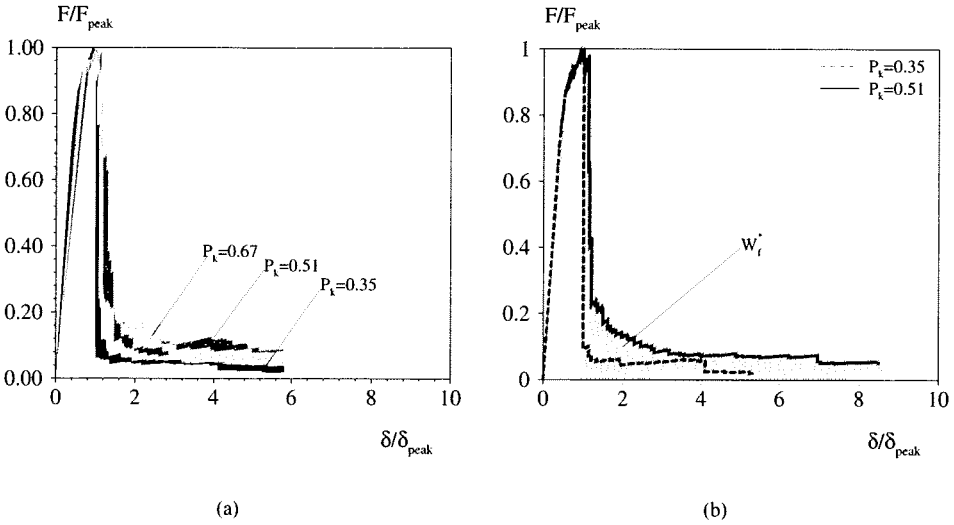 F/F_peak
1.00
0.80
0.60
0.40
0.20
0.00
P_k=0.67
P_k=0.51
P_k=0.35
0 2 4 6 8 10
δ/δ_peak
(a)
F/F_peak
1
0.8
0.6
0.4
0.2
0
P_k=0.35
P_k=0.51
W_f^*
0 2 4 6 8 10
δ/δ_peak
(b)